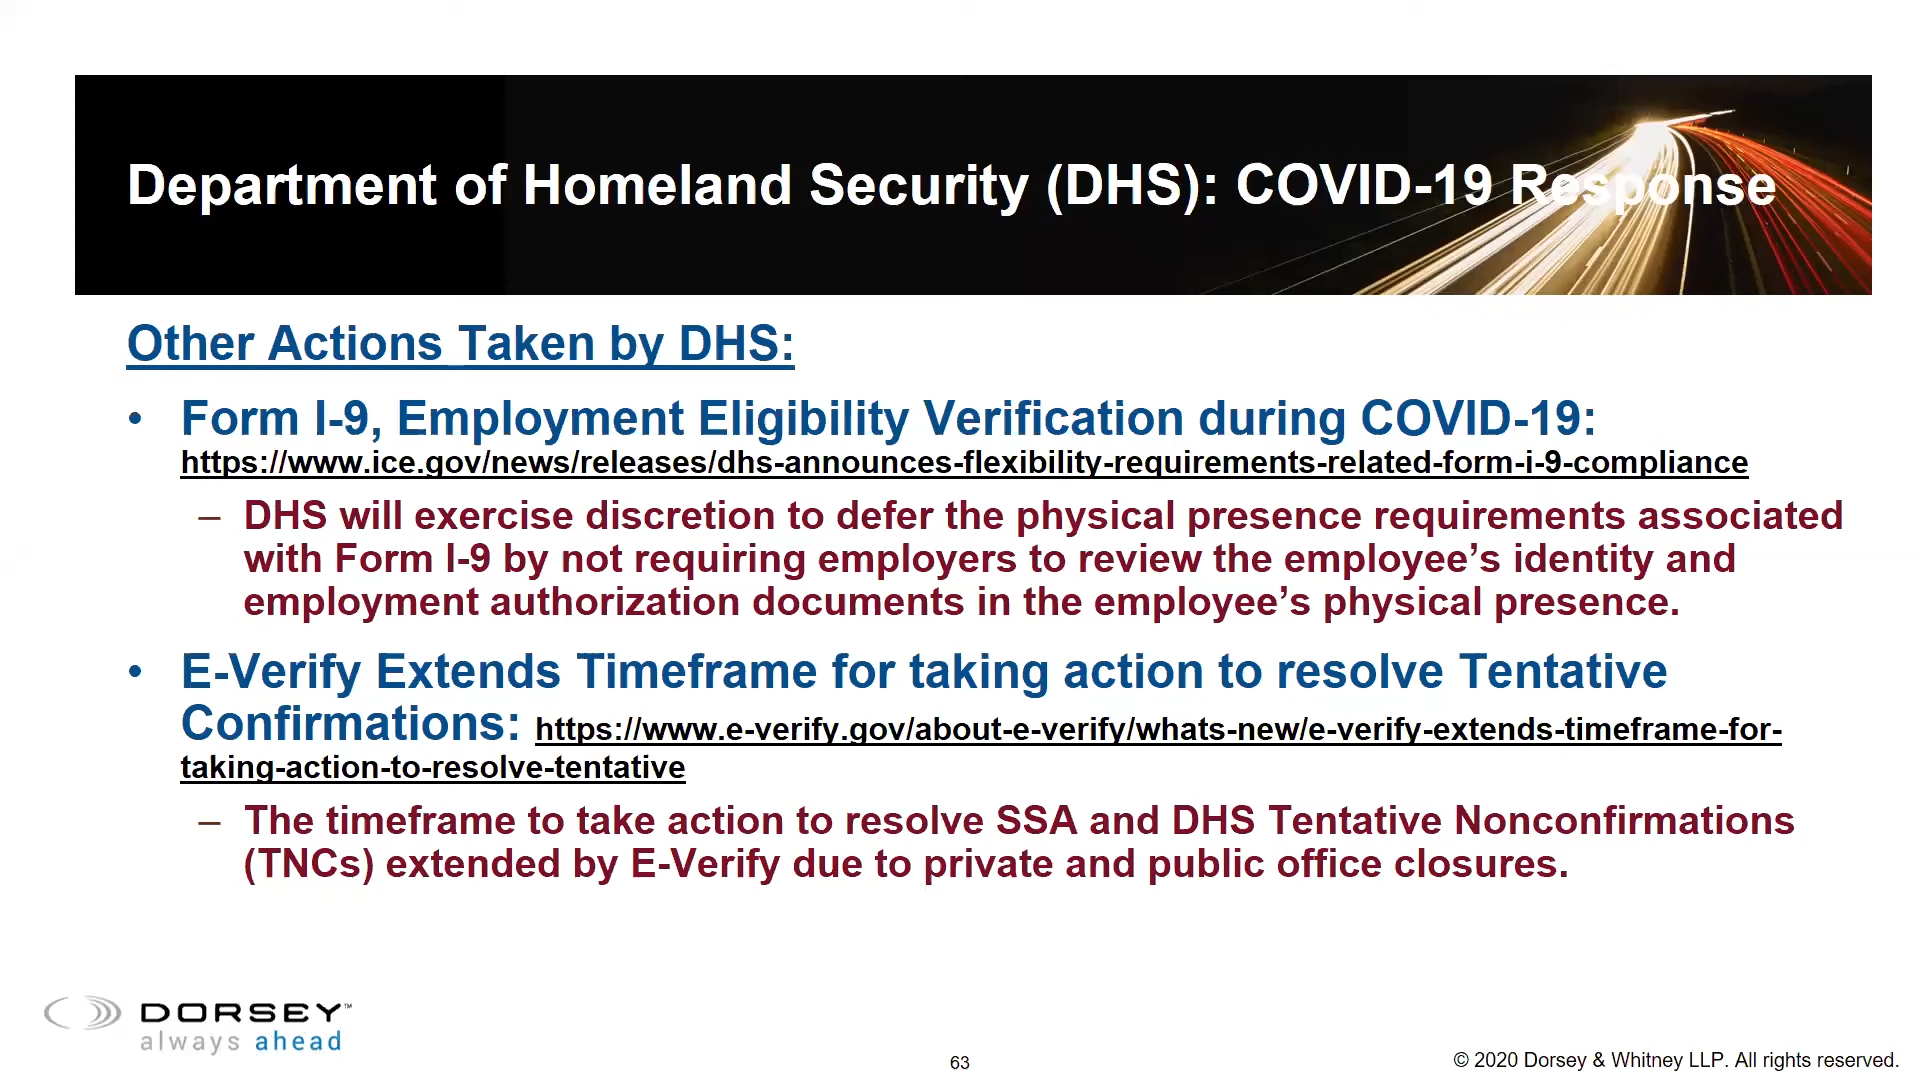 Department of Homeland Security (DHS): COVID-19 Response
Other Actions Taken by DHS:
• Form I-9, Employment Eligibility Verification during COVID-19:
https://www.ice.gov/news/releases/dhs-announces-flexibility-requirements-related-form-i-9-compliance
– DHS will exercise discretion to defer the physical presence requirements associated
with Form I-9 by not requiring employers to review the employee’s identity and
employment authorization documents in the employee’s physical presence.
• E-Verify Extends Timeframe for taking action to resolve Tentative
Confirmations: https://www.e-verify.gov/about-e-verify/whats-new/e-verify-extends-timeframe-for-
taking-action-to-resolve-tentative
– The timeframe to take action to resolve SSA and DHS Tentative Nonconfirmations
(TNCs) extended by E-Verify due to private and public office closures.
DORSEY™
always ahead
63
© 2020 Dorsey & Whitney LLP. All rights reserved.